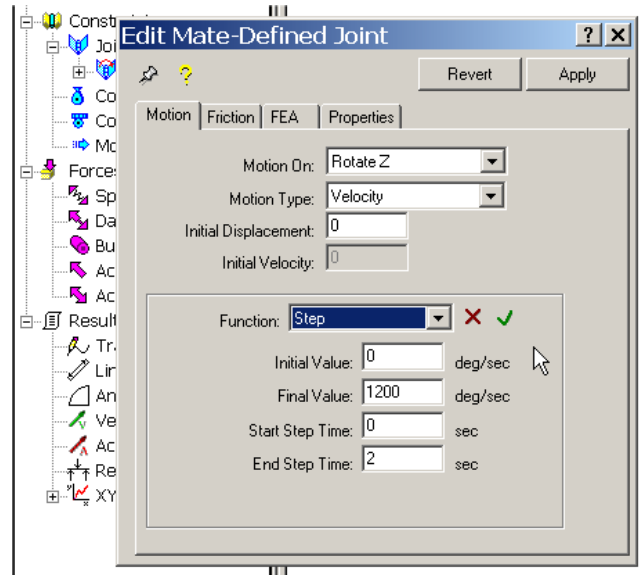 Constr
Joi
Co
Co
Mo
Force
Sp
Da
Bu
Ac
Ac
Result
Tr
Lir
An
Ve
Ac
Re
XY
Edit Mate-Defined Joint
Revert
Apply
Motion
Friction
FEA
Properties
Motion On: Rotate Z
Motion Type: Velocity
Initial Displacement: 0
Initial Velocity: 0
Function: Step
Initial Value: 0 deg/sec
Final Value: 1200 deg/sec
Start Step Time: 0 sec
End Step Time: 2 sec